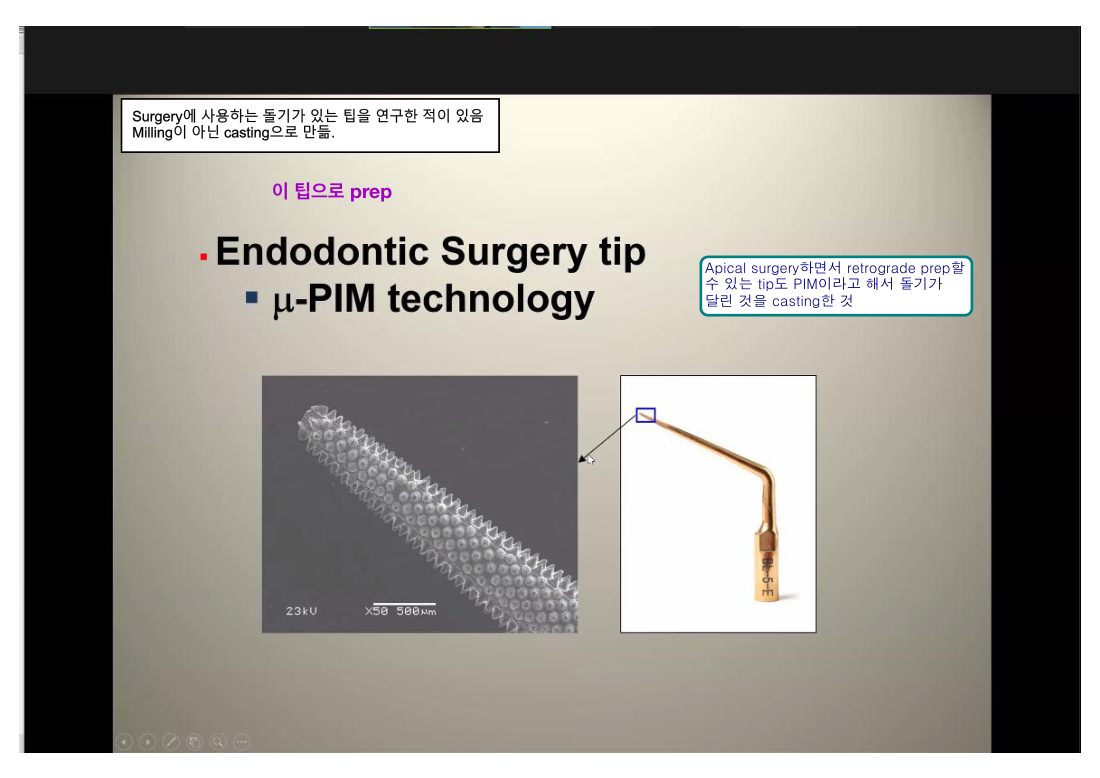 Surgery에 사용하는 돌기가 있는 팁을 연구한 적이 있음
Milling이 아닌 casting으로 만듦.
이 팁으로 prep
Endodontic Surgery tip
μ-PIM technology
Apical surgery하면서 retrograde prep할
수 있는 tip도 PIM이라고 해서 돌기가
달린 것을 casting한 것
23kV X50 500μm
BL-5-E